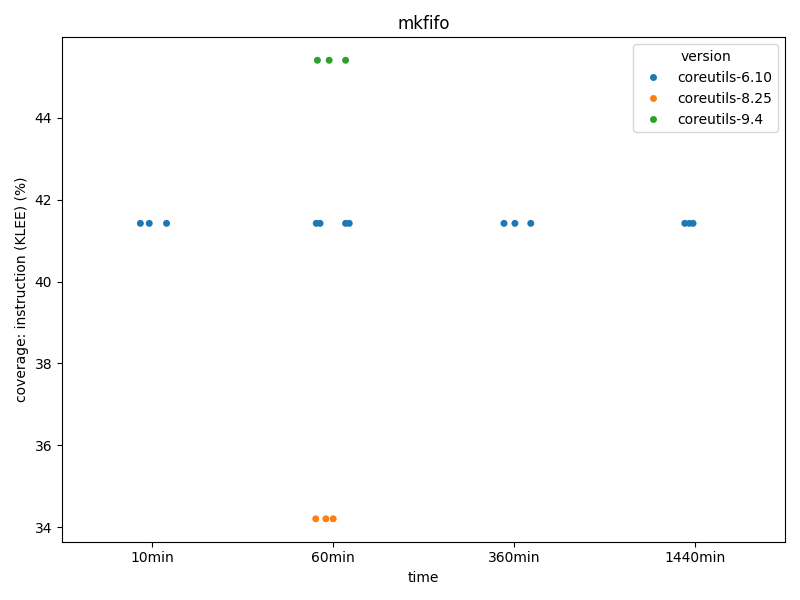 mkfifo
version
coreutils-6.10
coreutils-8.25
coreutils-9.4
coverage: instruction (KLEE) (%)
44
42
40
38
36
34
10min
60min
360min
1440min
time